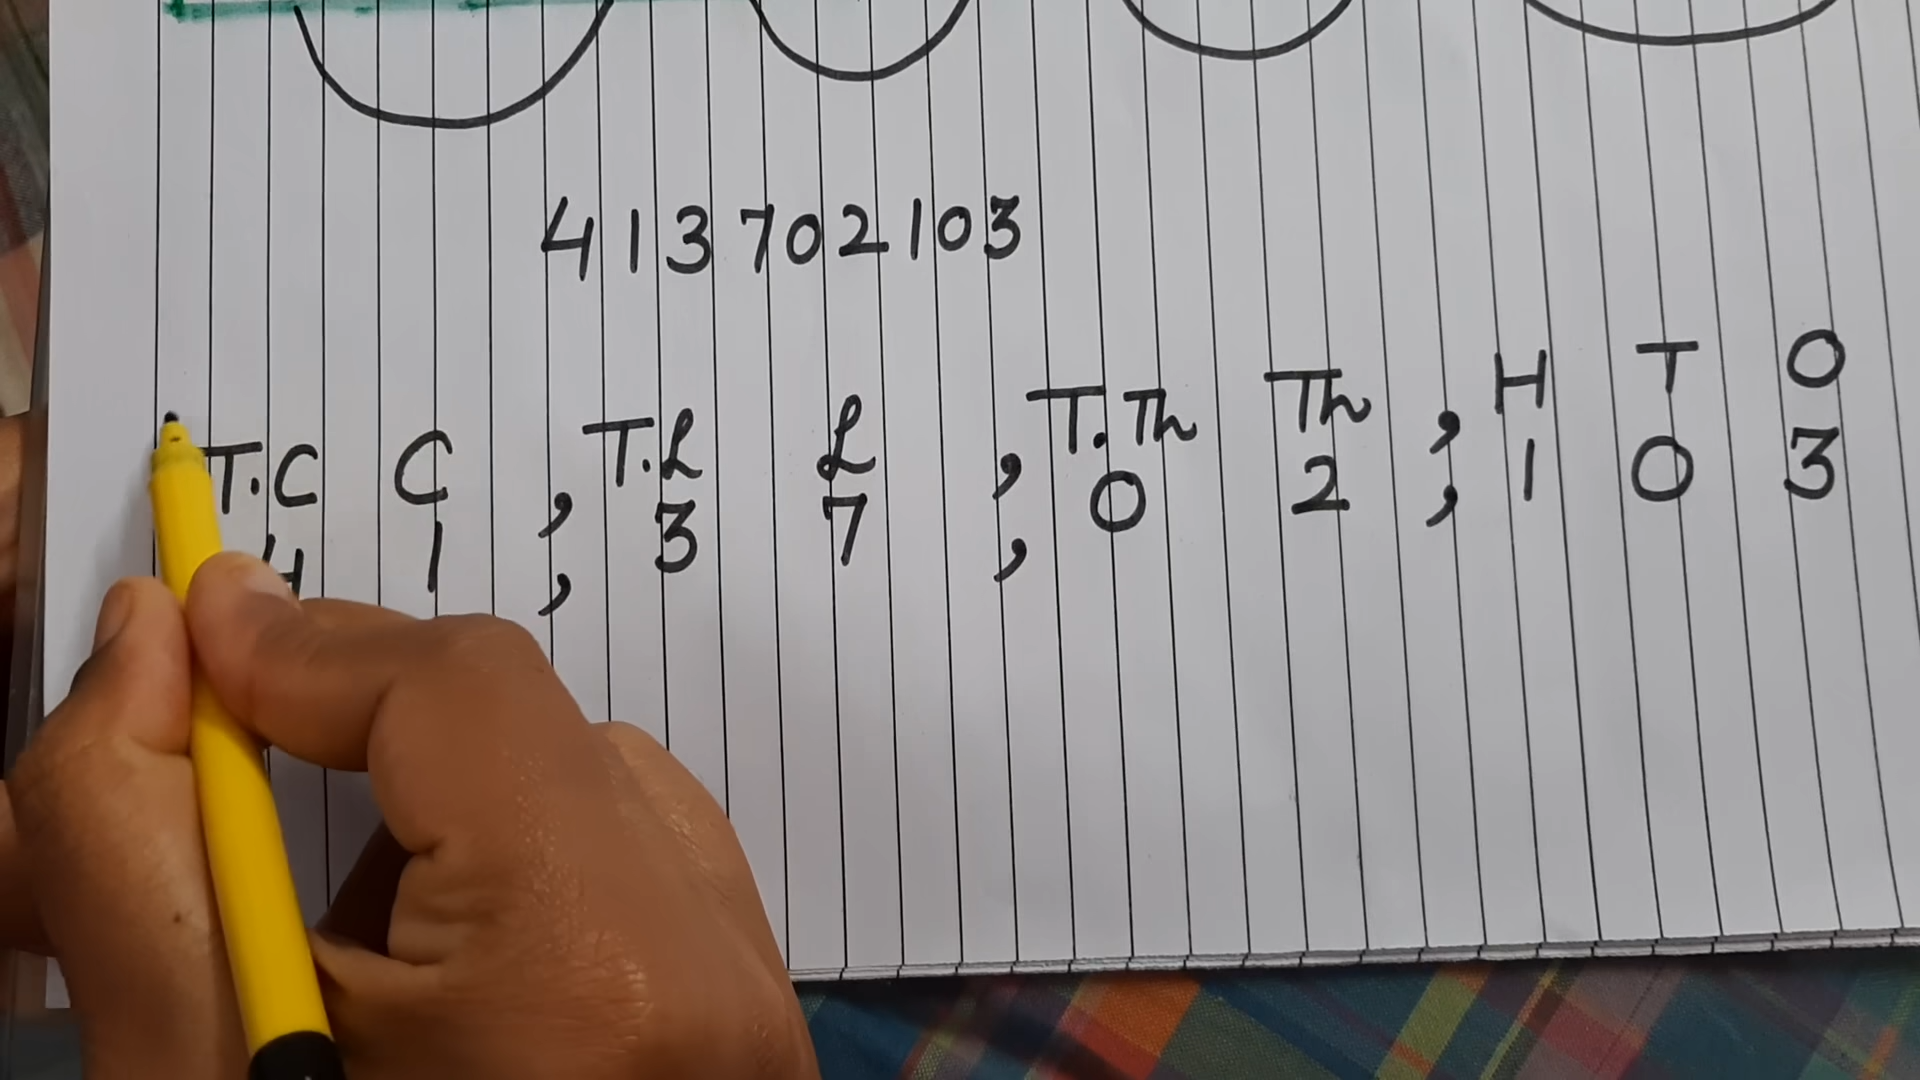 413702103
T.C C , T.L L , T.Th Th , H T O
4 1 , 3 7 , 0 2 , 1 0 3